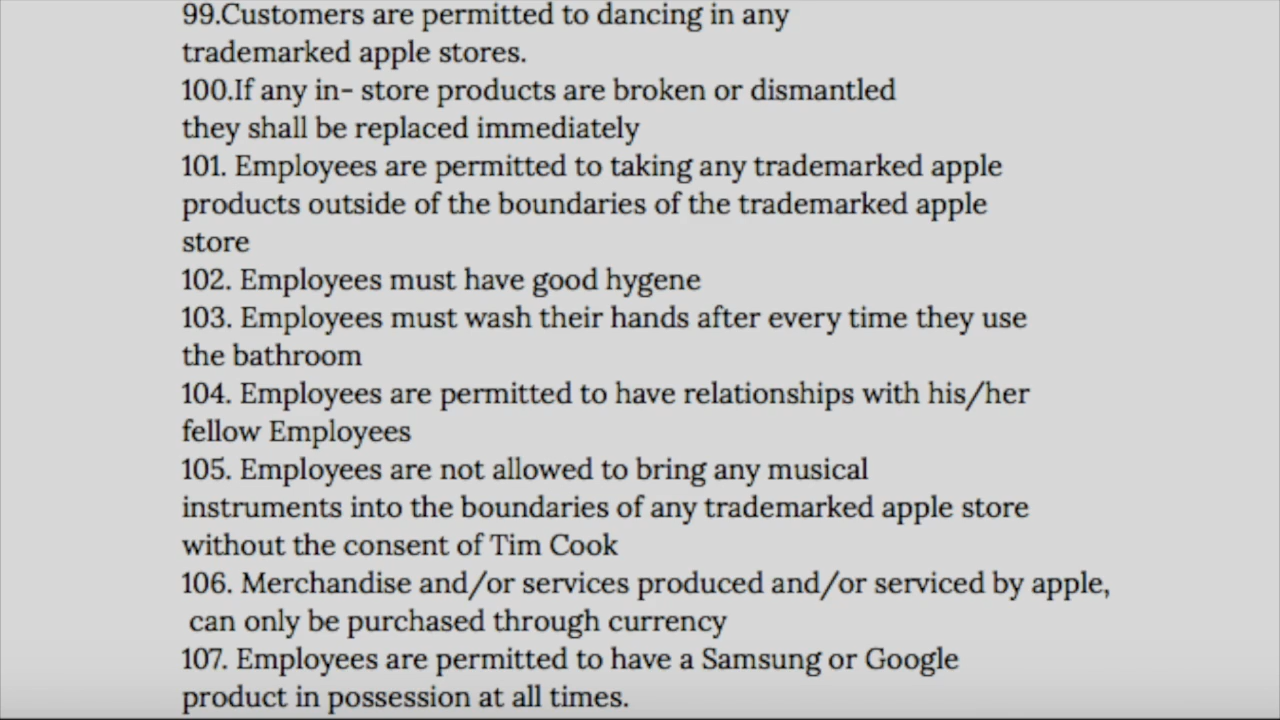 99.Customers are permitted to dancing in any
trademarked apple stores.
100.If any in- store products are broken or dismantled
they shall be replaced immediately
101. Employees are permitted to taking any trademarked apple
products outside of the boundaries of the trademarked apple
store
102. Employees must have good hygene
103. Employees must wash their hands after every time they use
the bathroom
104. Employees are permitted to have relationships with his/her
fellow Employees
105. Employees are not allowed to bring any musical
instruments into the boundaries of any trademarked apple store
without the consent of Tim Cook
106. Merchandise and/or services produced and/or serviced by apple,
can only be purchased through currency
107. Employees are permitted to have a Samsung or Google
product in possession at all times.